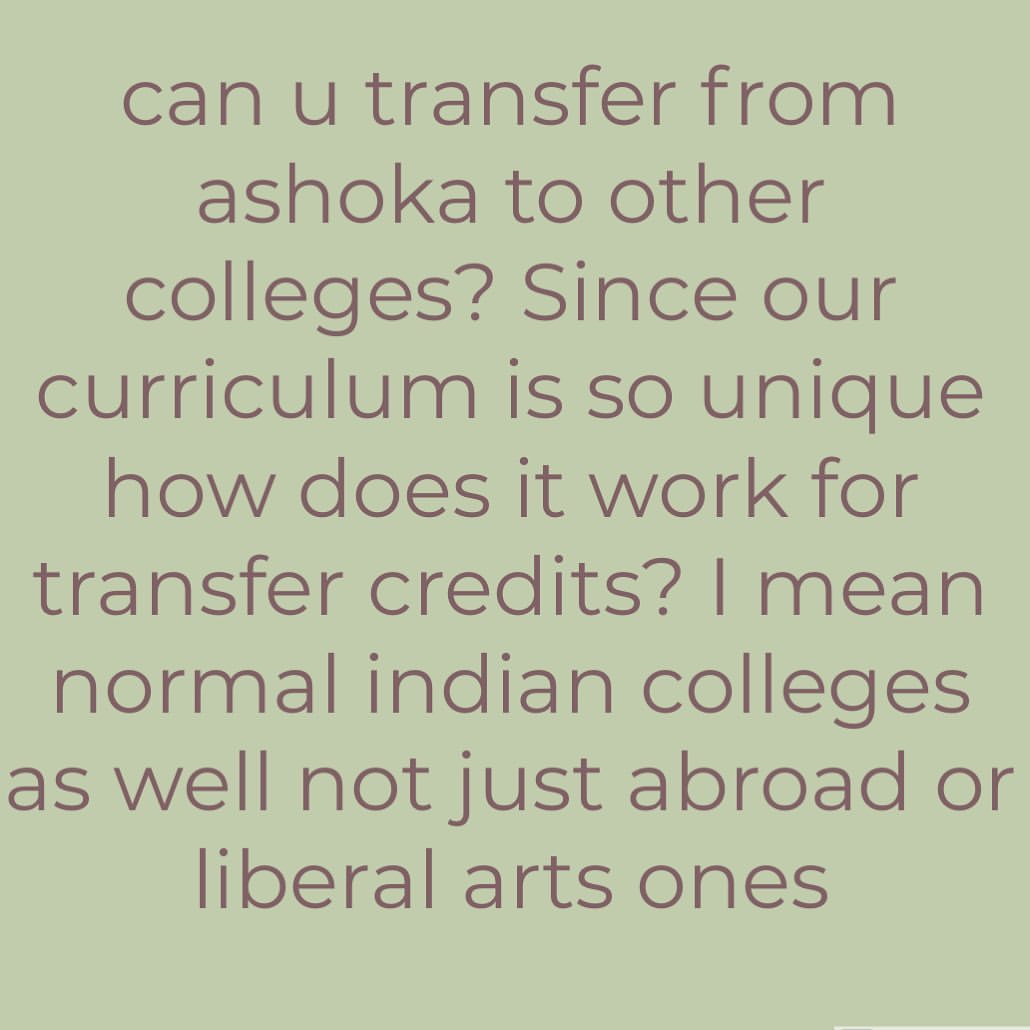 can u transfer from
ashoka to other
colleges? Since our
curriculum is so unique
how does it work for
transfer credits? I mean
normal indian colleges
as well not just abroad or
liberal arts ones